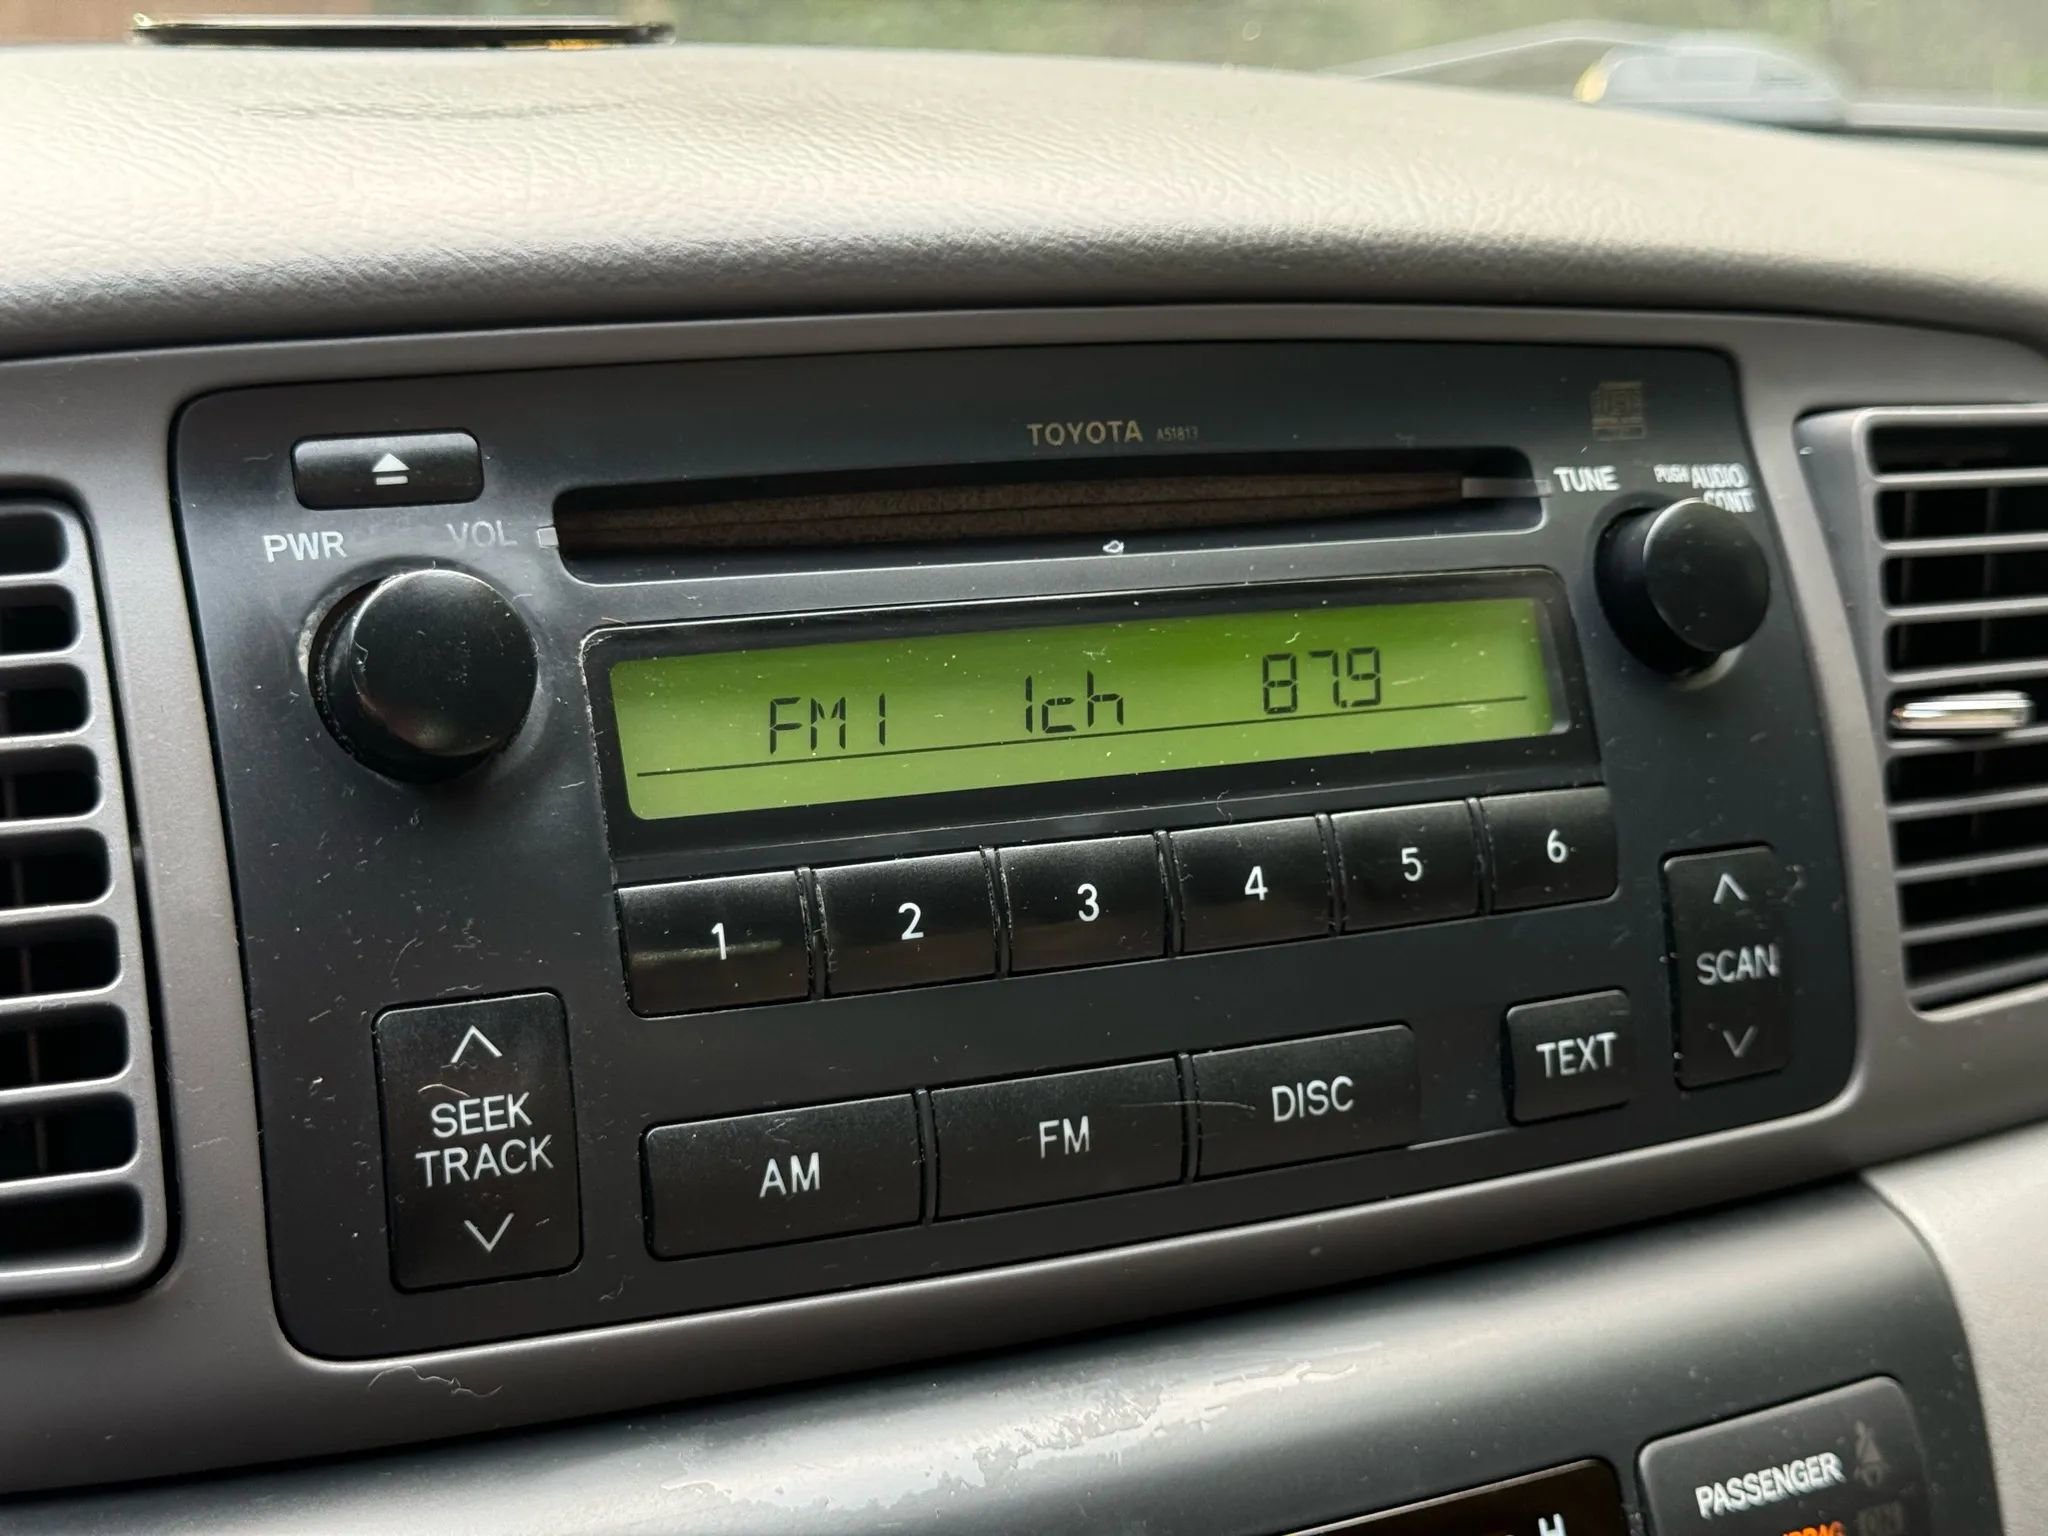 TOYOTA A51813
PWR VOL
TUNE PUSH AUDIO
CONT
FM1 1ch 87.9
1 2 3 4 5 6
SEEK
TRACK
AM FM DISC TEXT
SCAN
PASSENGER
H